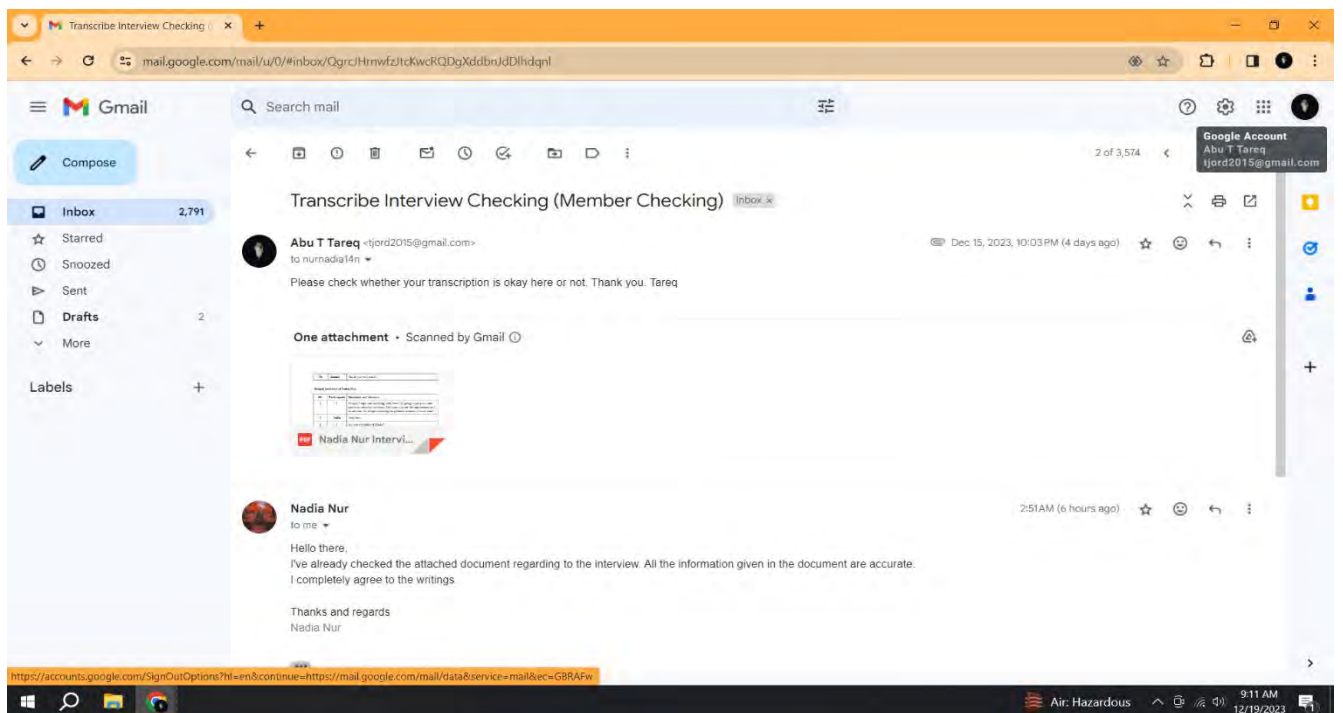 Transcribe Interview Checking (
mail.google.com/mail/u/0/#inbox/
Gmail
Search mail
Google Account
Abu T Tareq
tjord2015@gmail.com
Compose
2 of 3,574
Transcribe Interview Checking (Member Checking) Inbox x
Inbox 2,791
Starred
Snoozed
Sent
Drafts 2
More
Labels
Abu T Tareq <tjord2015@gmail.com> Dec 15, 2023, 10:03 PM (4 days ago)
to nurnadia14n
Please check whether your transcription is okay here or not. Thank you. Tareq
One attachment • Scanned by Gmail
PDF Nadia Nur Intervi...
Nadia Nur 2:51 AM (6 hours ago)
to me
Hello there,
I've already checked the attached document regarding to the interview. All the information given in the document are accurate.
I completely agree to the writings
Thanks and regards
Nadia Nur
https://accounts.google.com/SignOutOptions?hl=en&continue=https://mail.google.com/mail/data&service=mail&ec=GBRAFw
Air: Hazardous 9:11 AM
12/19/2023